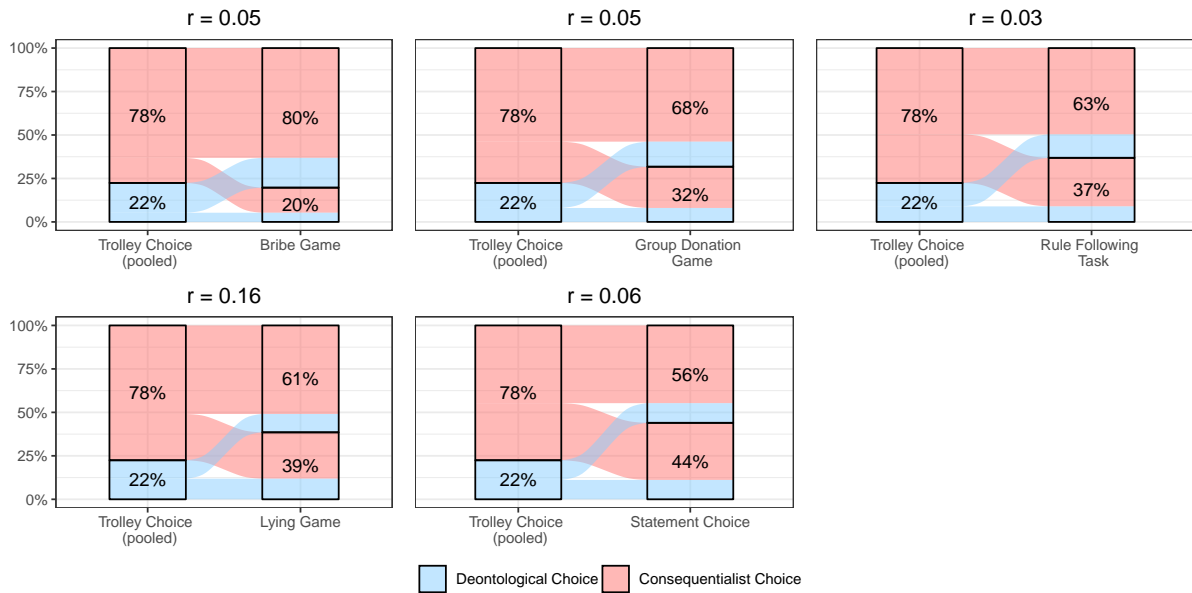 r = 0.05
r = 0.05
r = 0.03
100%
75%
50%
25%
0%
78%
22%
80%
20%
78%
22%
68%
32%
78%
22%
63%
37%
Trolley Choice
(pooled)
Bribe Game
Trolley Choice
(pooled)
Group Donation
Game
Trolley Choice
(pooled)
Rule Following
Task
r = 0.16
r = 0.06
100%
75%
50%
25%
0%
78%
22%
61%
39%
78%
22%
56%
44%
Trolley Choice
(pooled)
Lying Game
Trolley Choice
(pooled)
Statement Choice
Deontological Choice
Consequentialist Choice